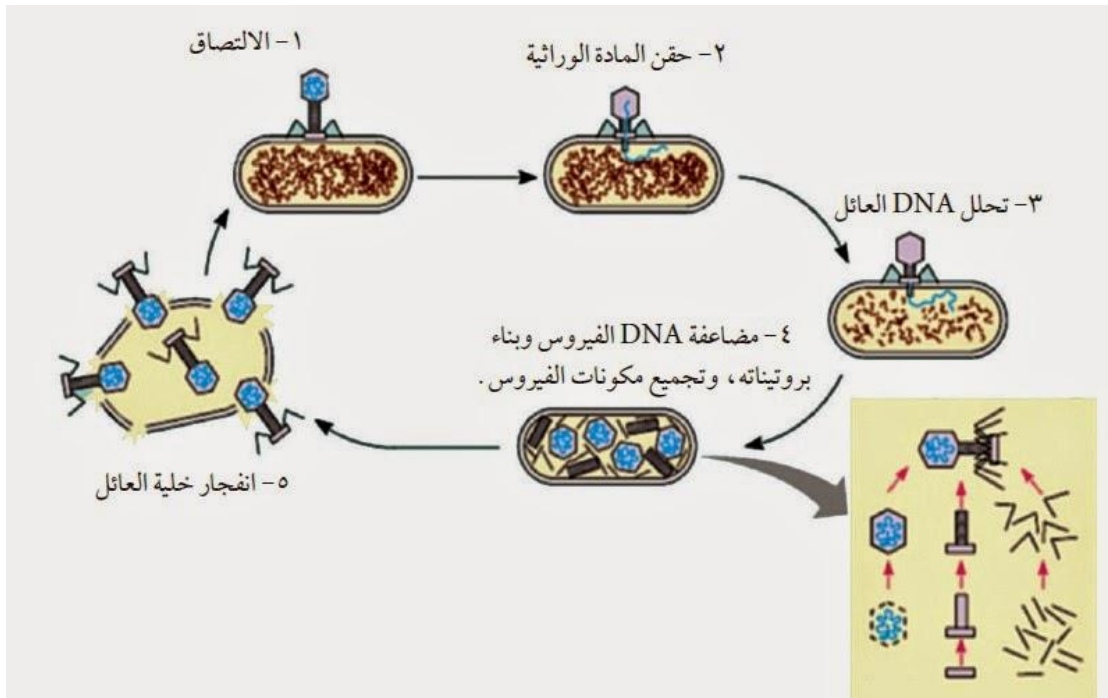 ١- الالتصاق
٢- حقن المادة الوراثية
٣- تحلل DNA العائل
٤- مضاعفة DNA الفيروس وبناء
بروتيناته، وتجميع مكونات الفيروس.
٥- انفجار خلية العائل